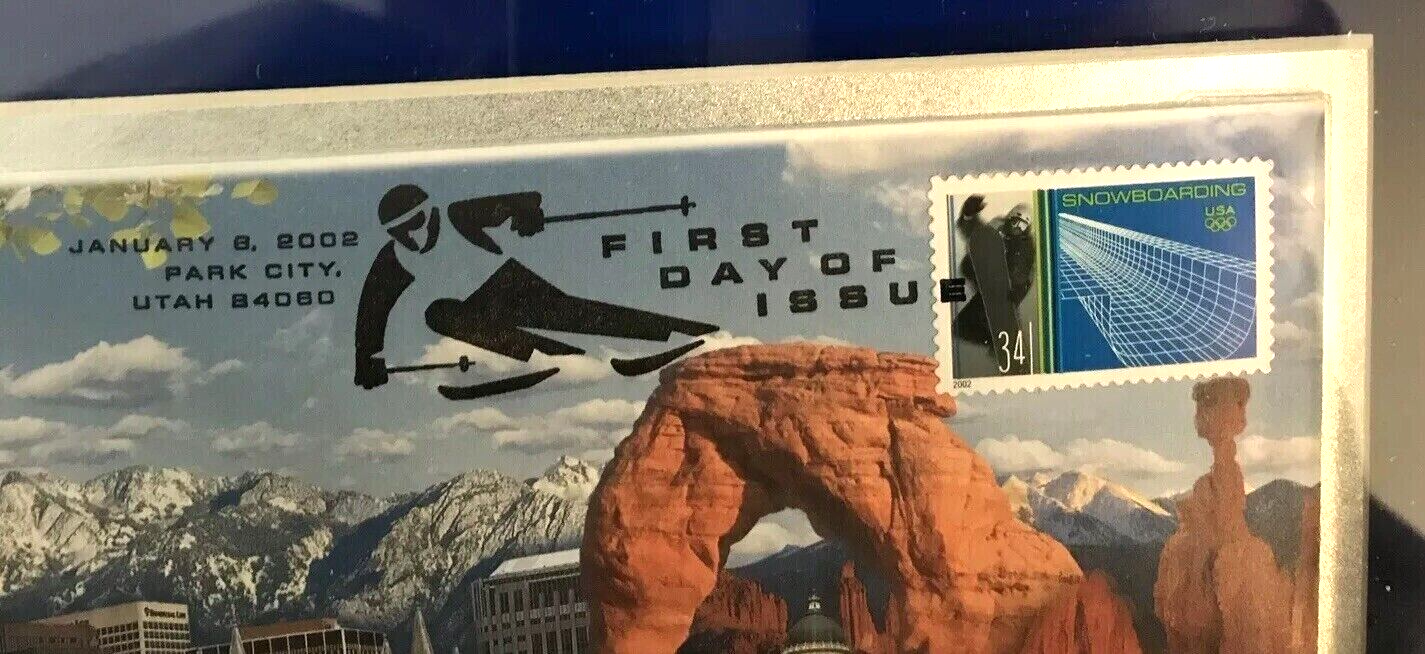 JANUARY 8, 2002
PARK CITY,
UTAH 84060
FIRST
DAY OF
ISSUE
SNOWBOARDING
USA
34
2002